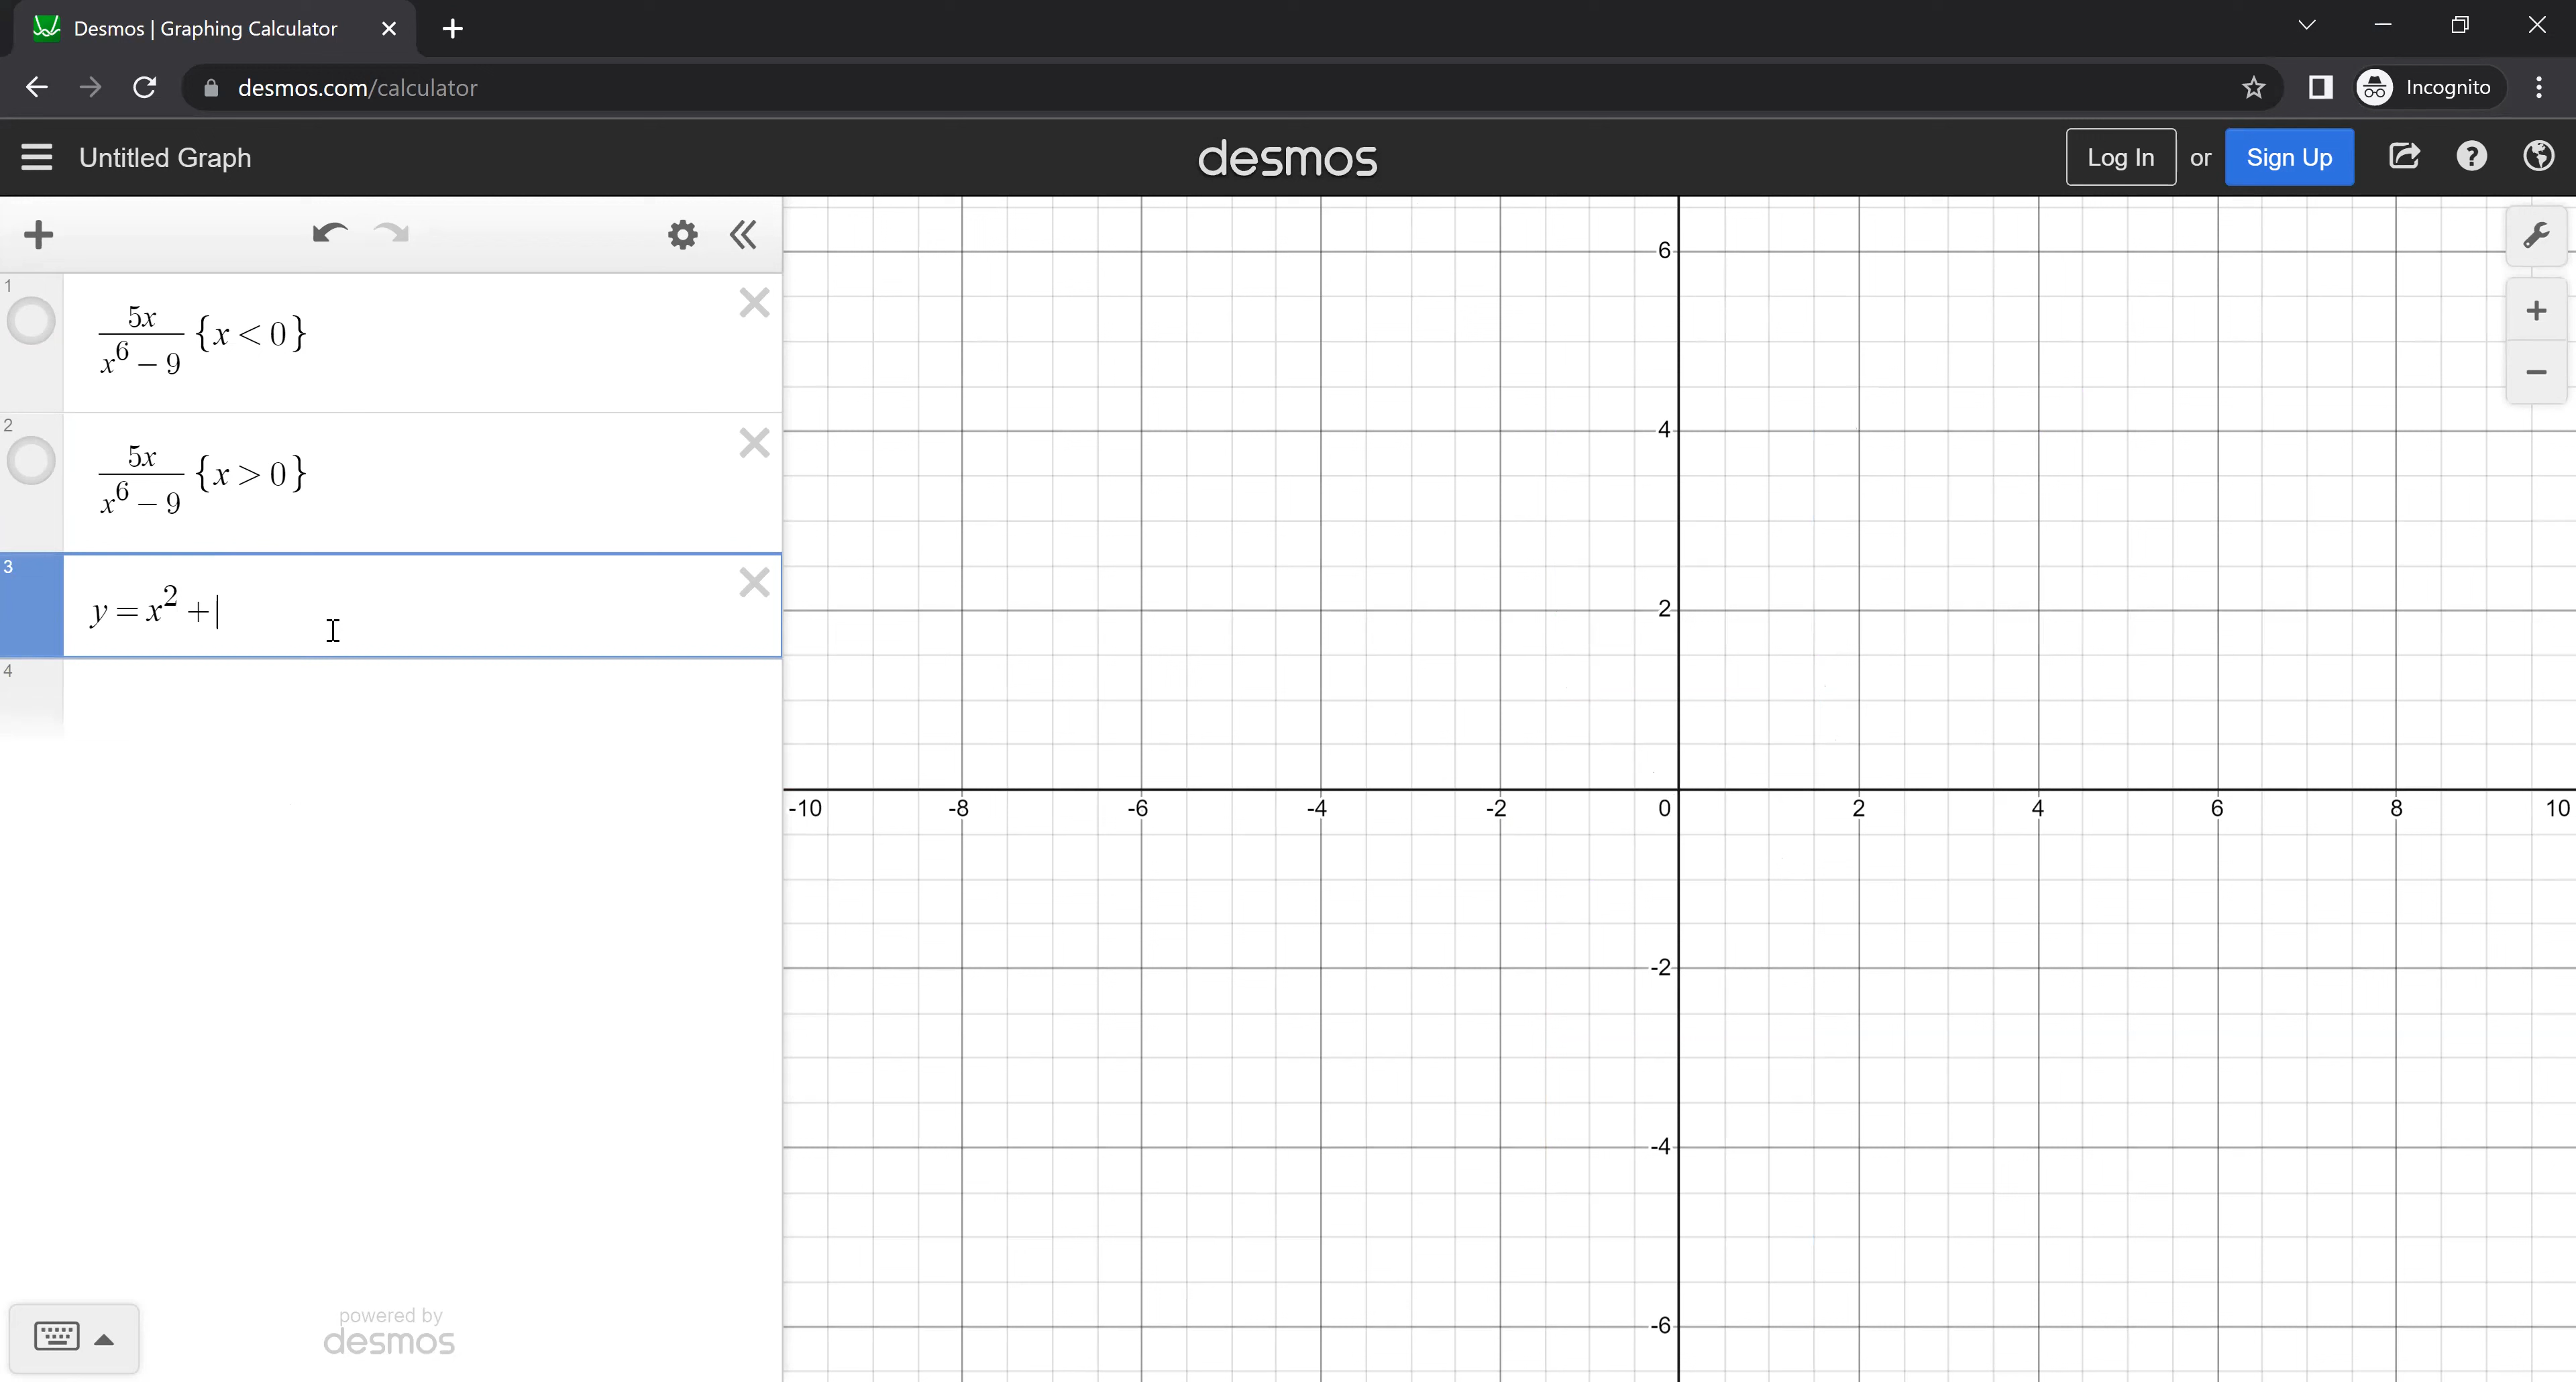 Desmos | Graphing Calculator
desmos.com/calculator
Incognito
Untitled Graph
desmos
Log In or Sign Up
1
5x
x⁶ − 9 {x < 0}
2
5x
x⁶ − 9 {x > 0}
3
y = x² +
4
powered by
desmos
6
4
2
-10 -8 -6 -4 -2 0 2 4 6 8 10
-2
-4
-6